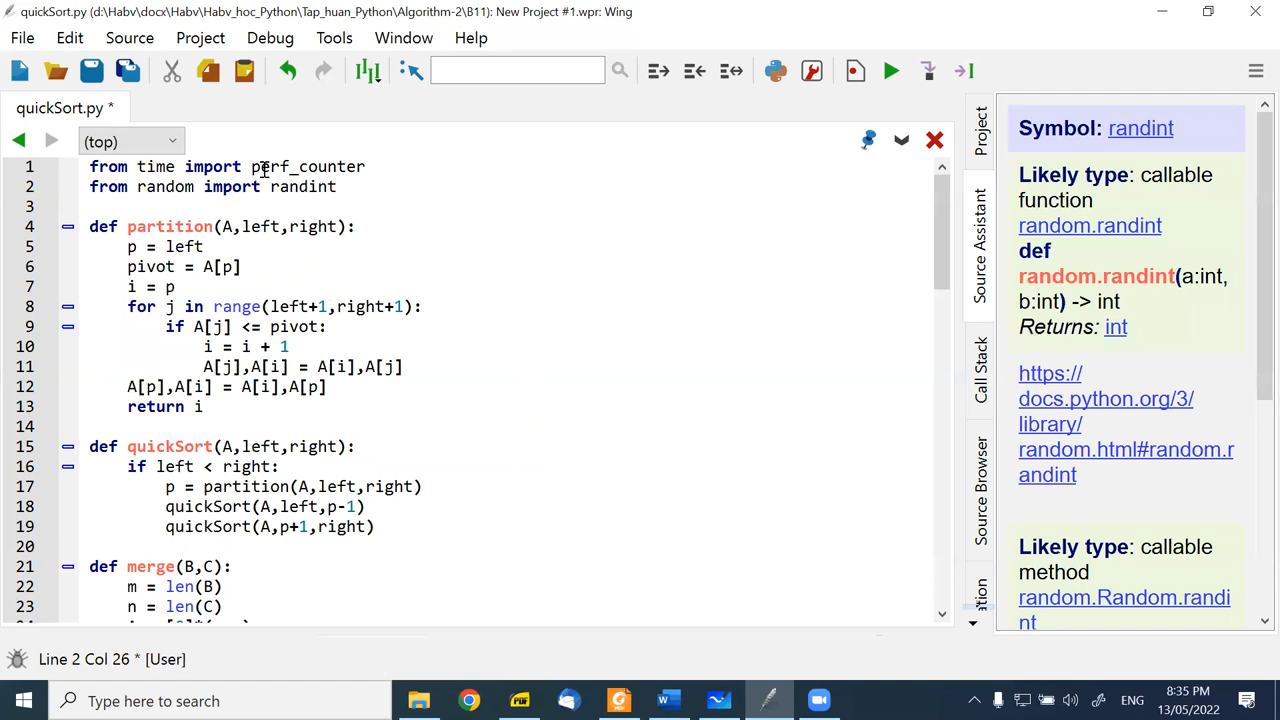 quickSort.py (d:\Habv\docx\Habv\Habv_hoc_Python\Tap_huan_Python\Algorithm-2\B11): New Project #1.wpr: Wing
File Edit Source Project Debug Tools Window Help
quickSort.py *
(top)
1 from time import perf_counter
2 from random import randint
3
4 def partition(A,left,right):
5 p = left
6 pivot = A[p]
7 i = p
8 for j in range(left+1,right+1):
9 if A[j] <= pivot:
10 i = i + 1
11 A[j],A[i] = A[i],A[j]
12 A[p],A[i] = A[i],A[p]
13 return i
14
15 def quickSort(A,left,right):
16 if left < right:
17 p = partition(A,left,right)
18 quickSort(A,left,p-1)
19 quickSort(A,p+1,right)
20
21 def merge(B,C):
22 m = len(B)
23 n = len(C)
Project
Source Assistant
Call Stack
Source Browser
Symbol: randint
Likely type: callable
function
random.randint
def
random.randint(a:int,
b:int) -> int
Returns: int
https://
docs.python.org/3/
library/
random.html#random.r
andint
Likely type: callable
method
random.Random.randi
nt
Line 2 Col 26 * [User]
Type here to search
PDF
ENG
8:35 PM
13/05/2022